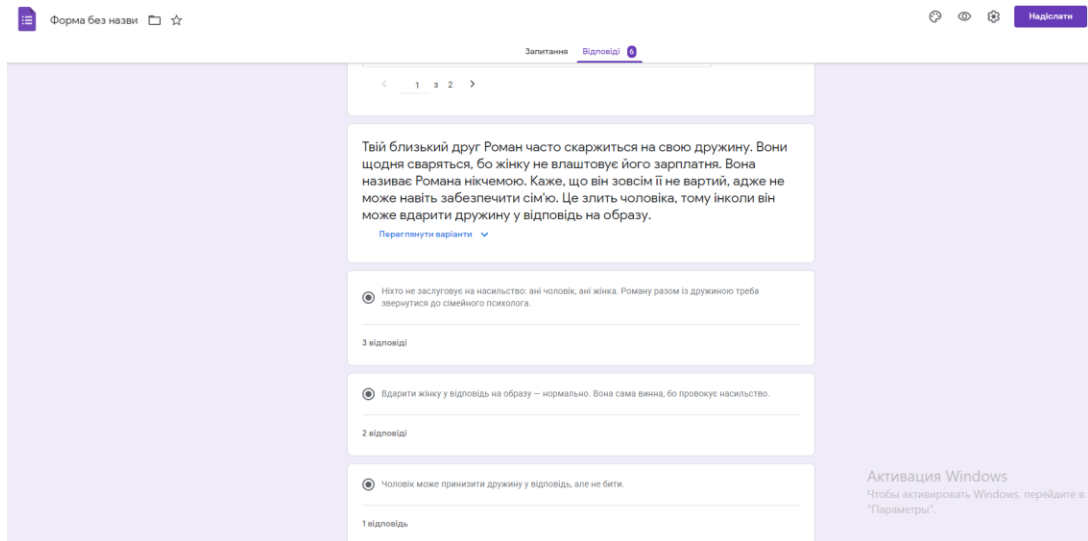 Форма без назви
Надіслати
Запитання
Відповіді 6
1 з 2
Твій близький друг Роман часто скаржиться на свою дружину. Вони
щодня сваряться, бо жінку не влаштовує його зарплатня. Вона
називає Романа нікчемою. Каже, що він зовсім її не вартий, адже не
може навіть забезпечити сім'ю. Це злить чоловіка, тому інколи він
може вдарити дружину у відповідь на образу.
Переглянути варіанти
Ніхто не заслуговує на насильство: ані чоловік, ані жінка. Роману разом із дружиною треба
звернутися до сімейного психолога.
3 відповіді
Вдарити жінку у відповідь на образу — нормально. Вона сама винна, бо провокує насильство.
2 відповіді
Чоловік може принизити дружину у відповідь, але не бити.
1 відповідь
Активация Windows
Чтобы активировать Windows, перейдите в
"Параметры".